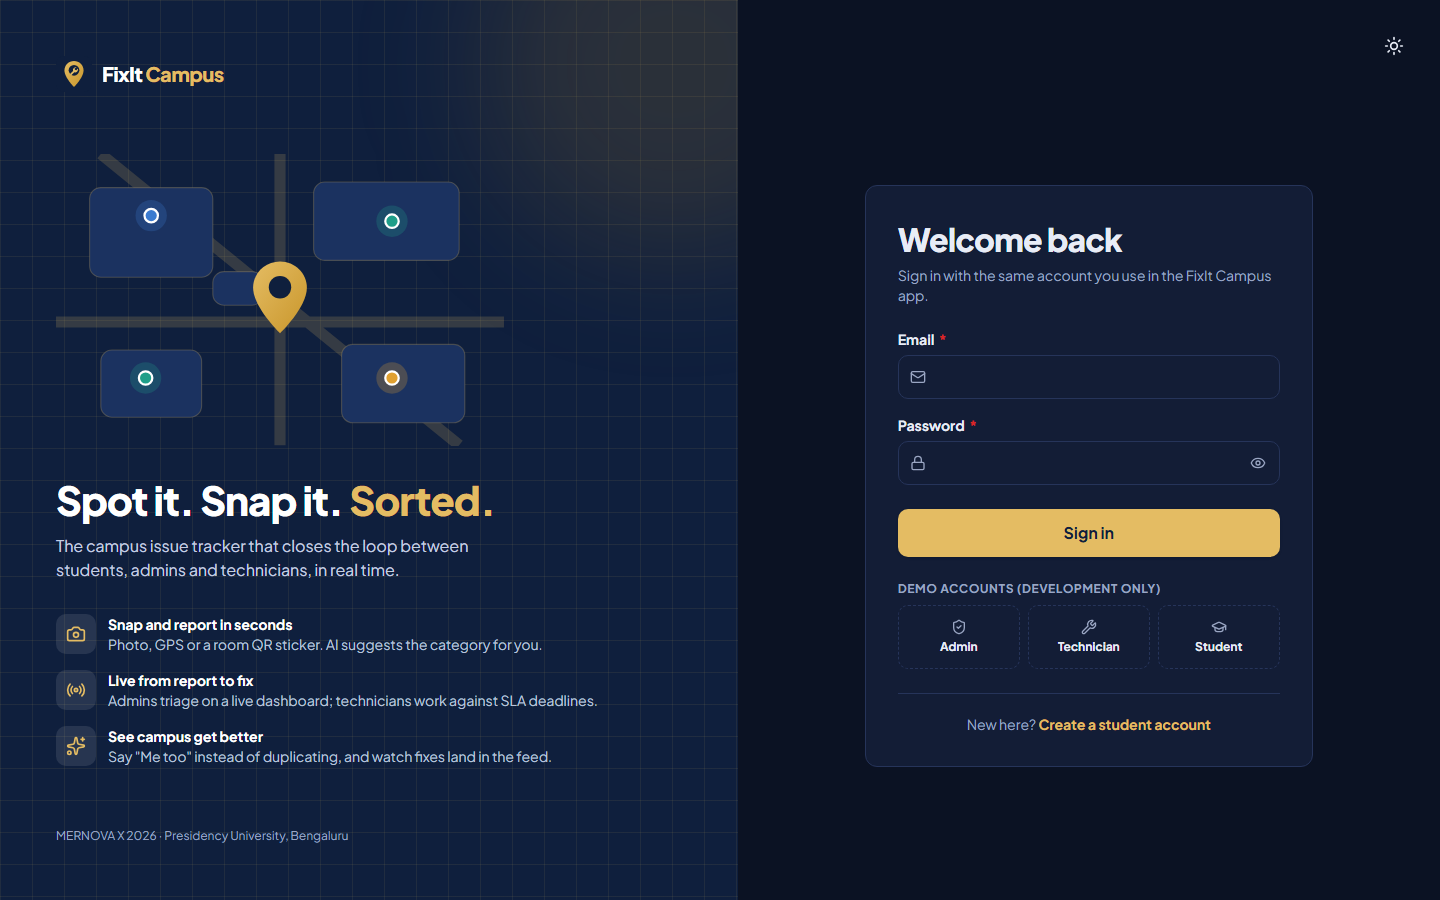 FixIt Campus
Spot it. Snap it. Sorted.
The campus issue tracker that closes the loop between
students, admins and technicians, in real time.
Snap and report in seconds
Photo, GPS or a room QR sticker. AI suggests the category for you.
Live from report to fix
Admins triage on a live dashboard; technicians work against SLA deadlines.
See campus get better
Say "Me too" instead of duplicating, and watch fixes land in the feed.
MERNOVA X 2026 · Presidency University, Bengaluru
Welcome back
Sign in with the same account you use in the FixIt Campus
app.
Email *
Password *
Sign in
DEMO ACCOUNTS (DEVELOPMENT ONLY)
Admin
Technician
Student
New here? Create a student account